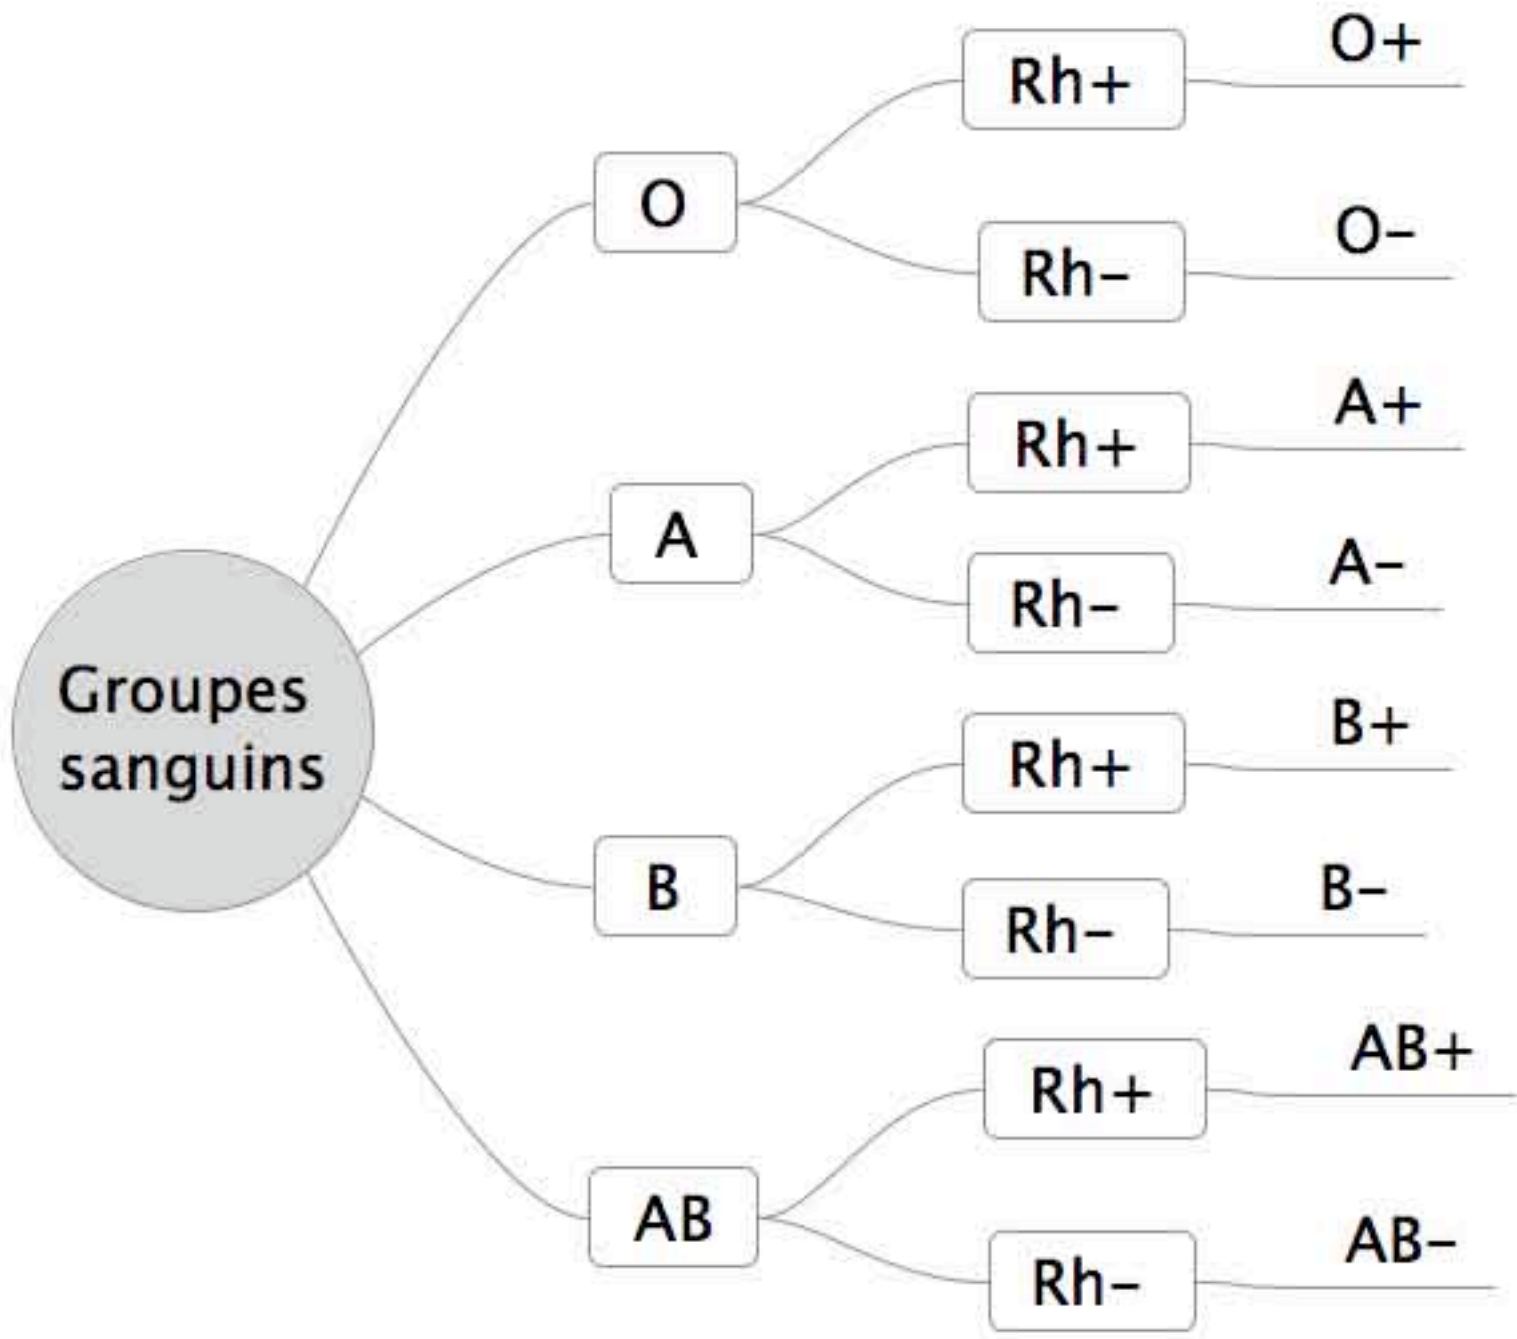 Groupes
sanguins
O
Rh+
O+
Rh-
O-
A
Rh+
A+
Rh-
A-
B
Rh+
B+
Rh-
B-
AB
Rh+
AB+
Rh-
AB-